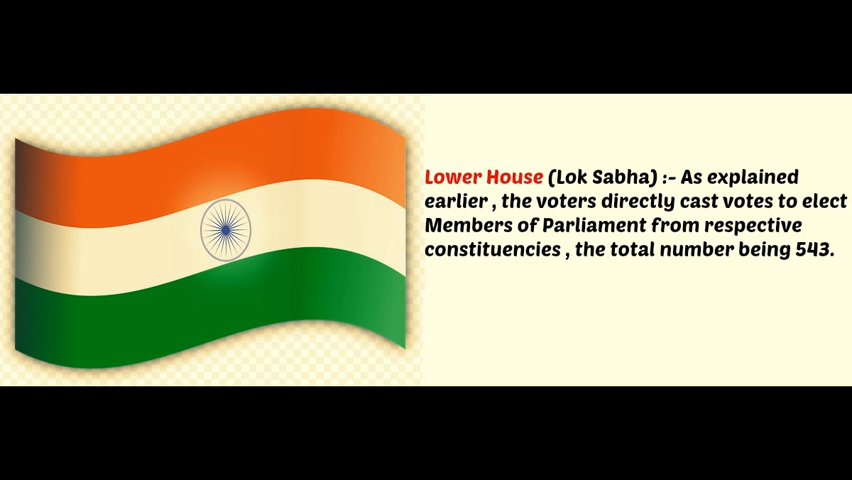 Lower House (Lok Sabha) :- As explained
earlier , the voters directly cast votes to elect
Members of Parliament from respective
constituencies , the total number being 543.